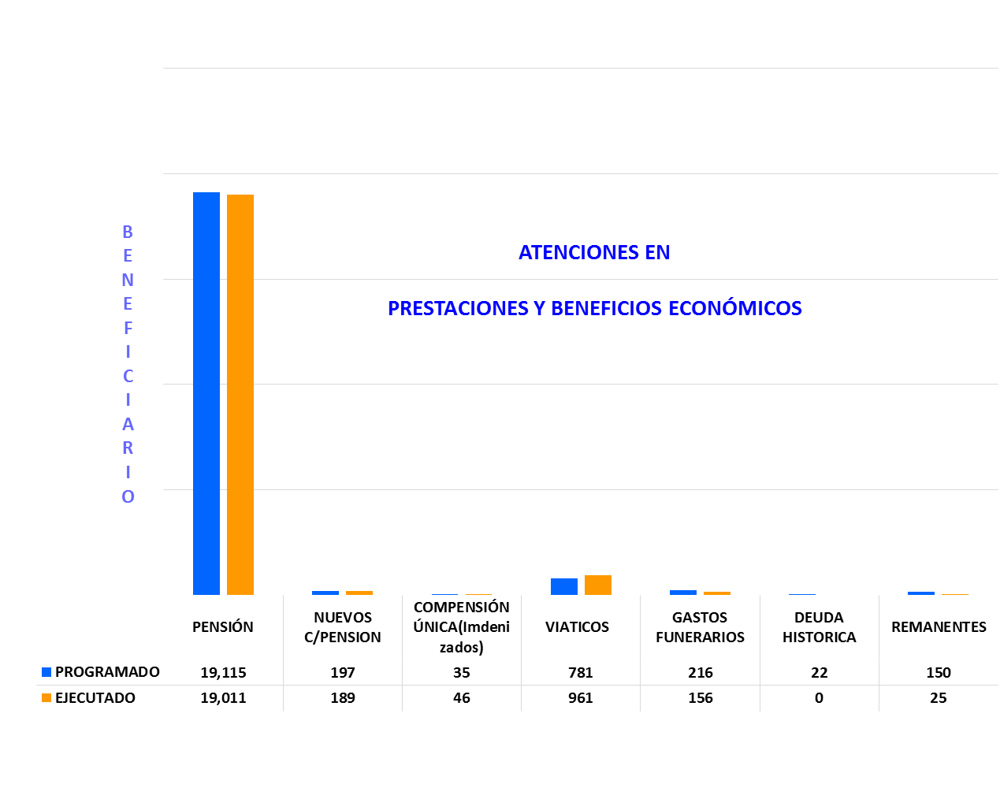 ATENCIONES EN
PRESTACIONES Y BENEFICIOS ECONÓMICOS
B
E
N
E
F
I
C
I
A
R
I
O
PENSIÓN
NUEVOS
C/PENSION
COMPENSIÓN
ÚNICA(Imdeni
zados)
VIATICOS
GASTOS
FUNERARIOS
DEUDA
HISTORICA
REMANENTES
PROGRAMADO 19,115 197 35 781 216 22 150
EJECUTADO 19,011 189 46 961 156 0 25